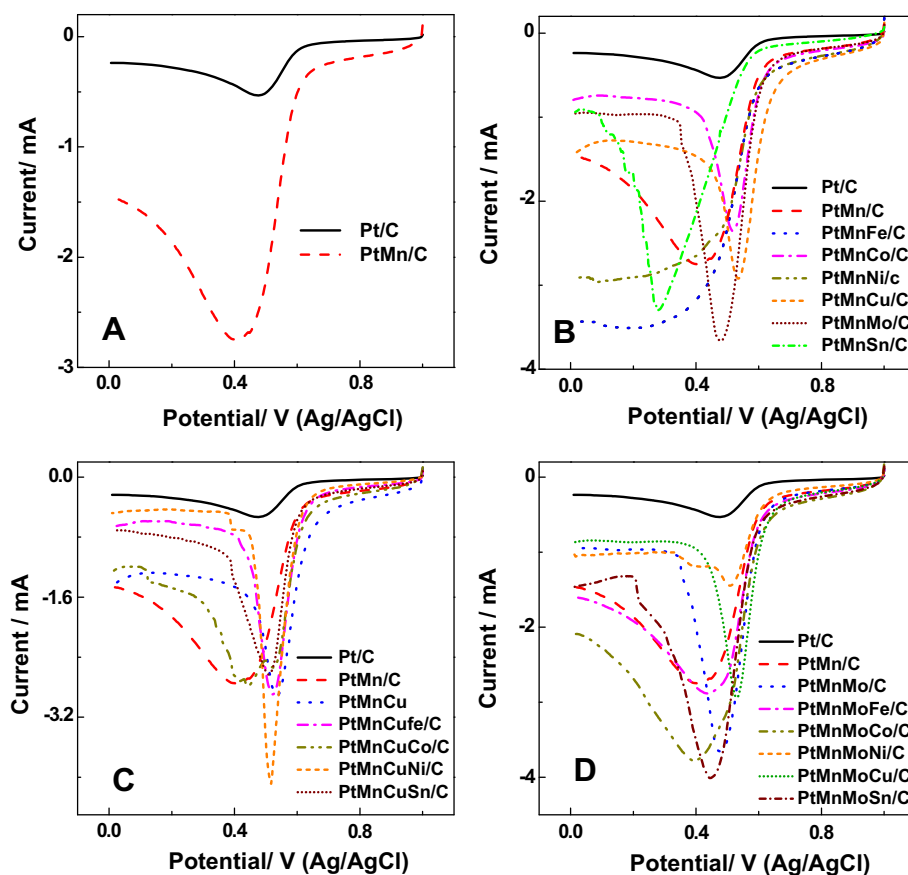 0
-1
-2
-3
Current/ mA
Pt/C
PtMn/C
A
0.0 0.4 0.8
Potential/ V (Ag/AgCl)
0
-2
-4
Current / mA
Pt/C
PtMn/C
PtMnFe/C
PtMnCo/C
PtMnNi/c
PtMnCu/C
PtMnMo/C
PtMnSn/C
B
0.0 0.4 0.8
Potential/ V (Ag/AgCl)
0.0
-1.6
-3.2
Current / mA
Pt/C
PtMn/C
PtMnCu
PtMnCufe/C
PtMnCuCo/C
PtMnCuNi/C
PtMnCuSn/C
C
0.0 0.4 0.8
Potential/ V (Ag/AgCl)
0
-2
-4
Current / mA
Pt/C
PtMn/C
PtMnMo/C
PtMnMoFe/C
PtMnMoCo/C
PtMnMoNi/C
PtMnMoCu/C
PtMnMoSn/C
D
0.0 0.4 0.8
Potential/ V (Ag/AgCl)